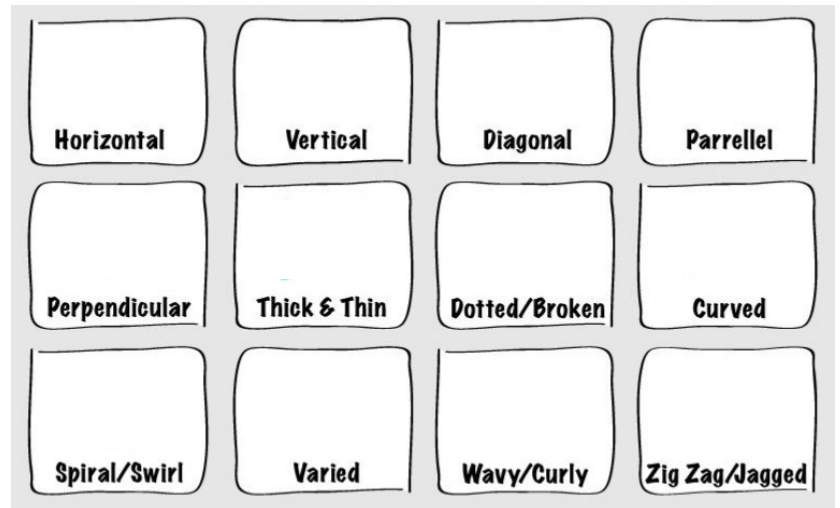 Horizontal
Vertical
Diagonal
Parrellel
Perpendicular
Thick & Thin
Dotted/Broken
Curved
Spiral/Swirl
Varied
Wavy/Curly
Zig Zag/Jagged